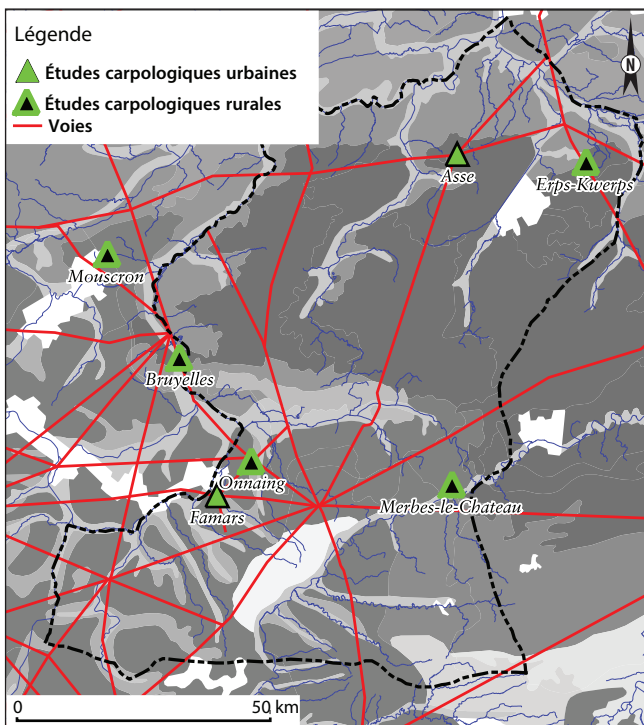 Légende
Études carpologiques urbaines
Études carpologiques rurales
Voies
N
Asse
Erps-Kwerps
Mouscron
Bruyelles
Onnaing
Famars
Merbes-le-Chateau
0 50 km